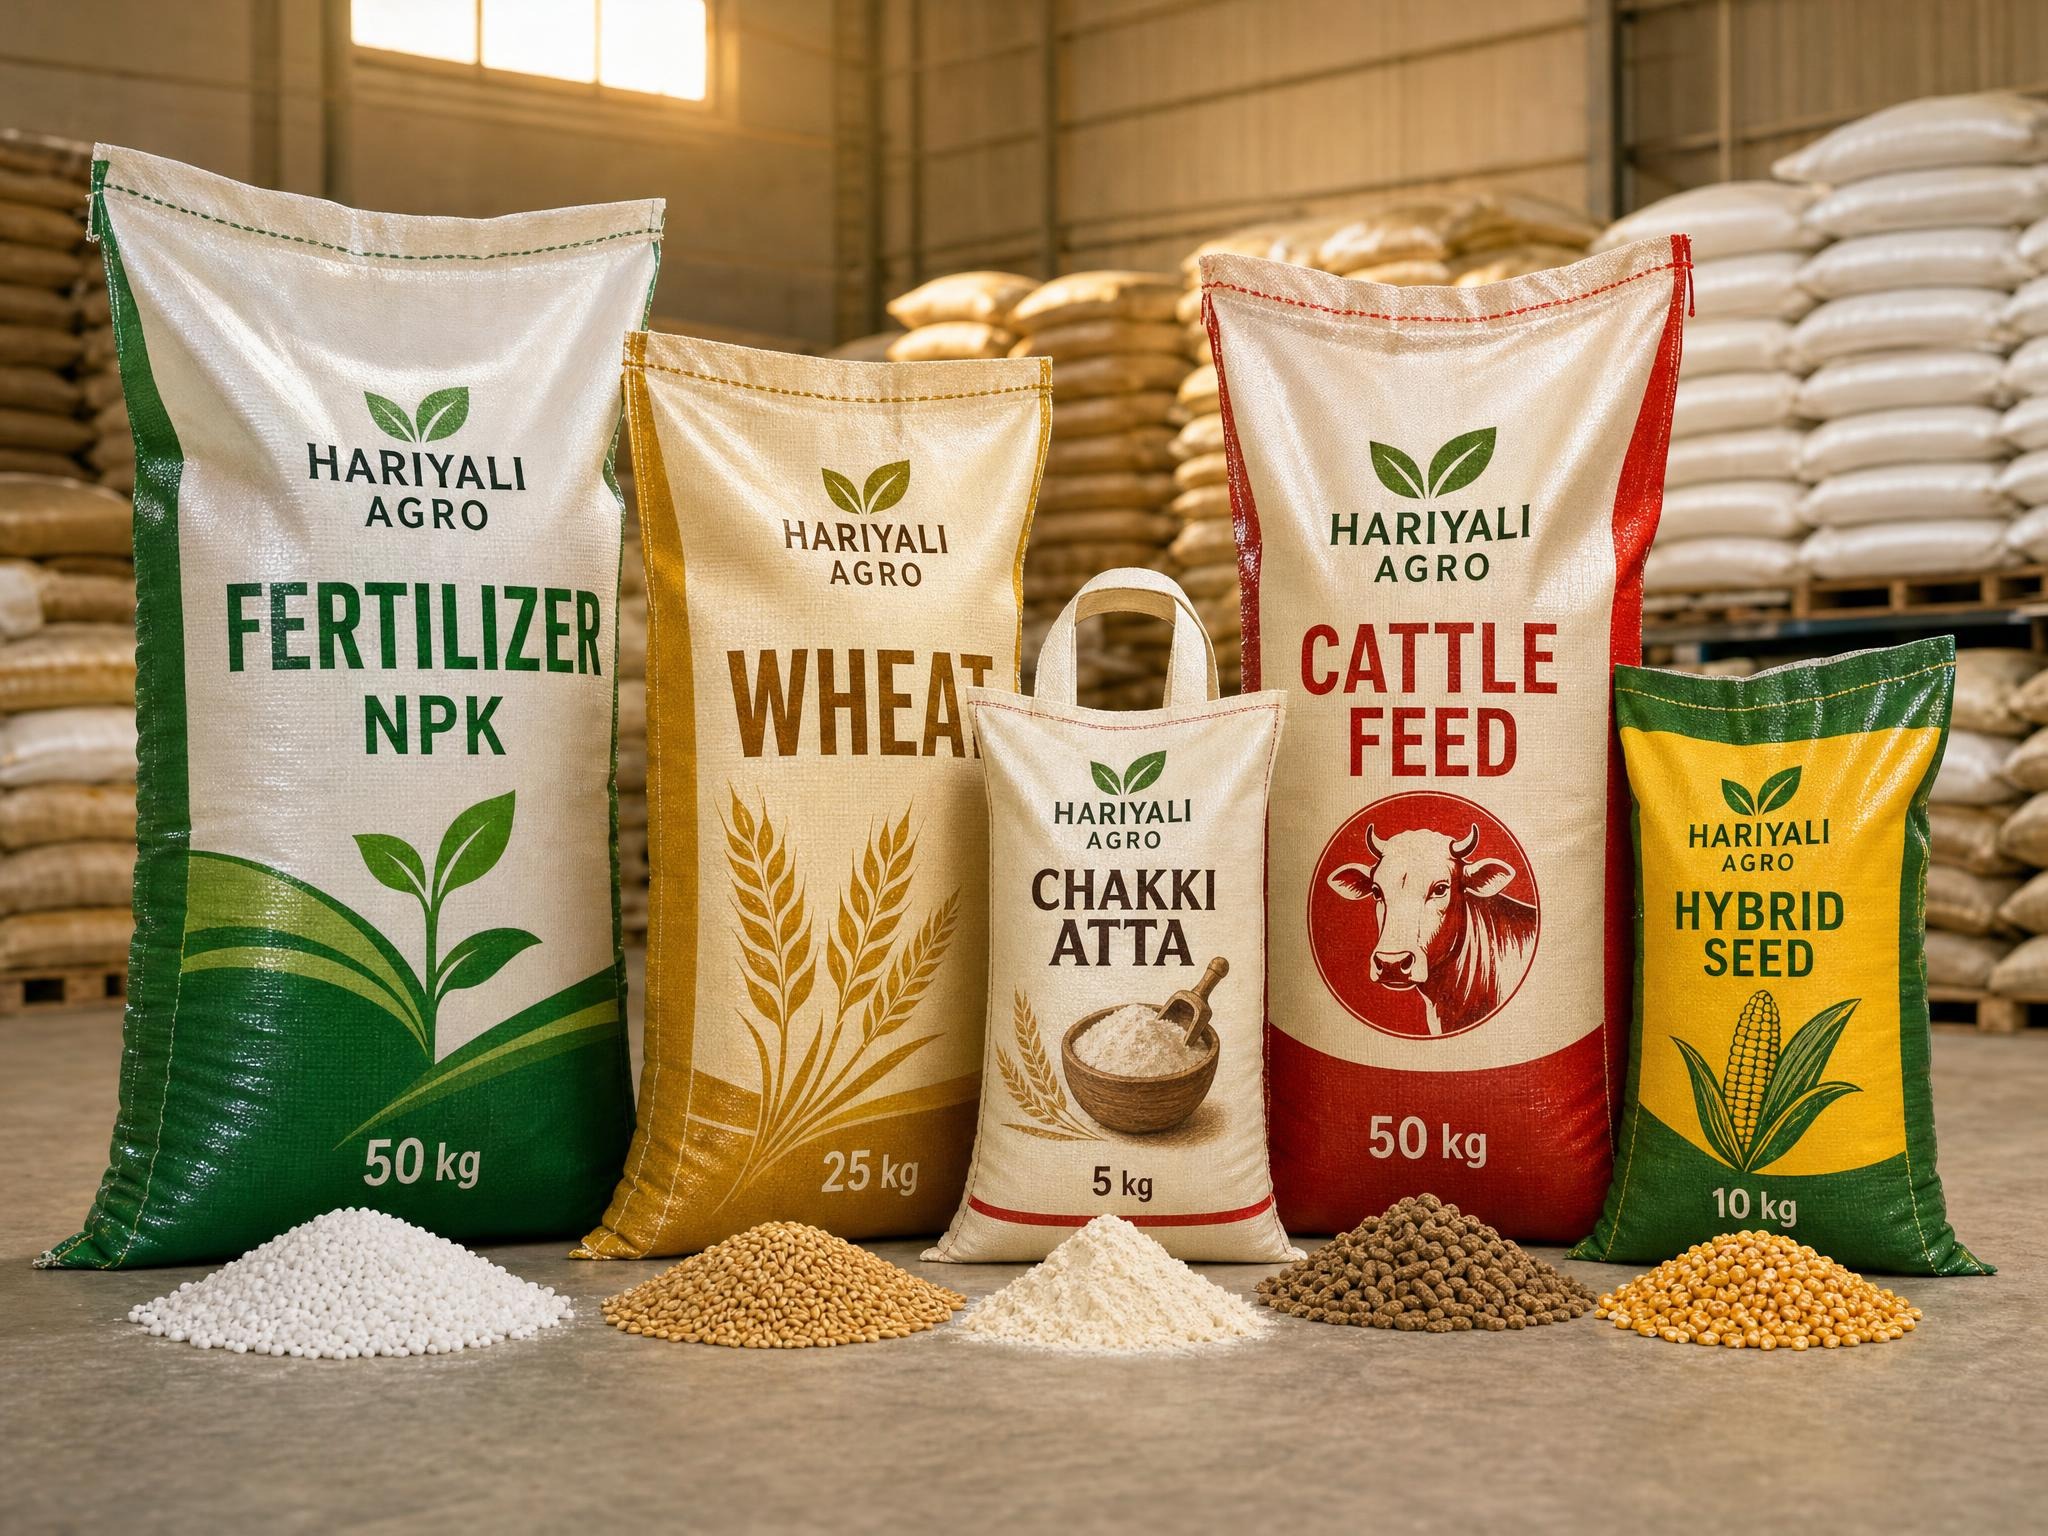 HARIYALI
AGRO
FERTILIZER
NPK
50 kg
HARIYALI
AGRO
WHEAT
25 kg
HARIYALI
AGRO
CHAKKI
ATTA
5 kg
HARIYALI
AGRO
CATTLE
FEED
50 kg
HARIYALI
AGRO
HYBRID
SEED
10 kg